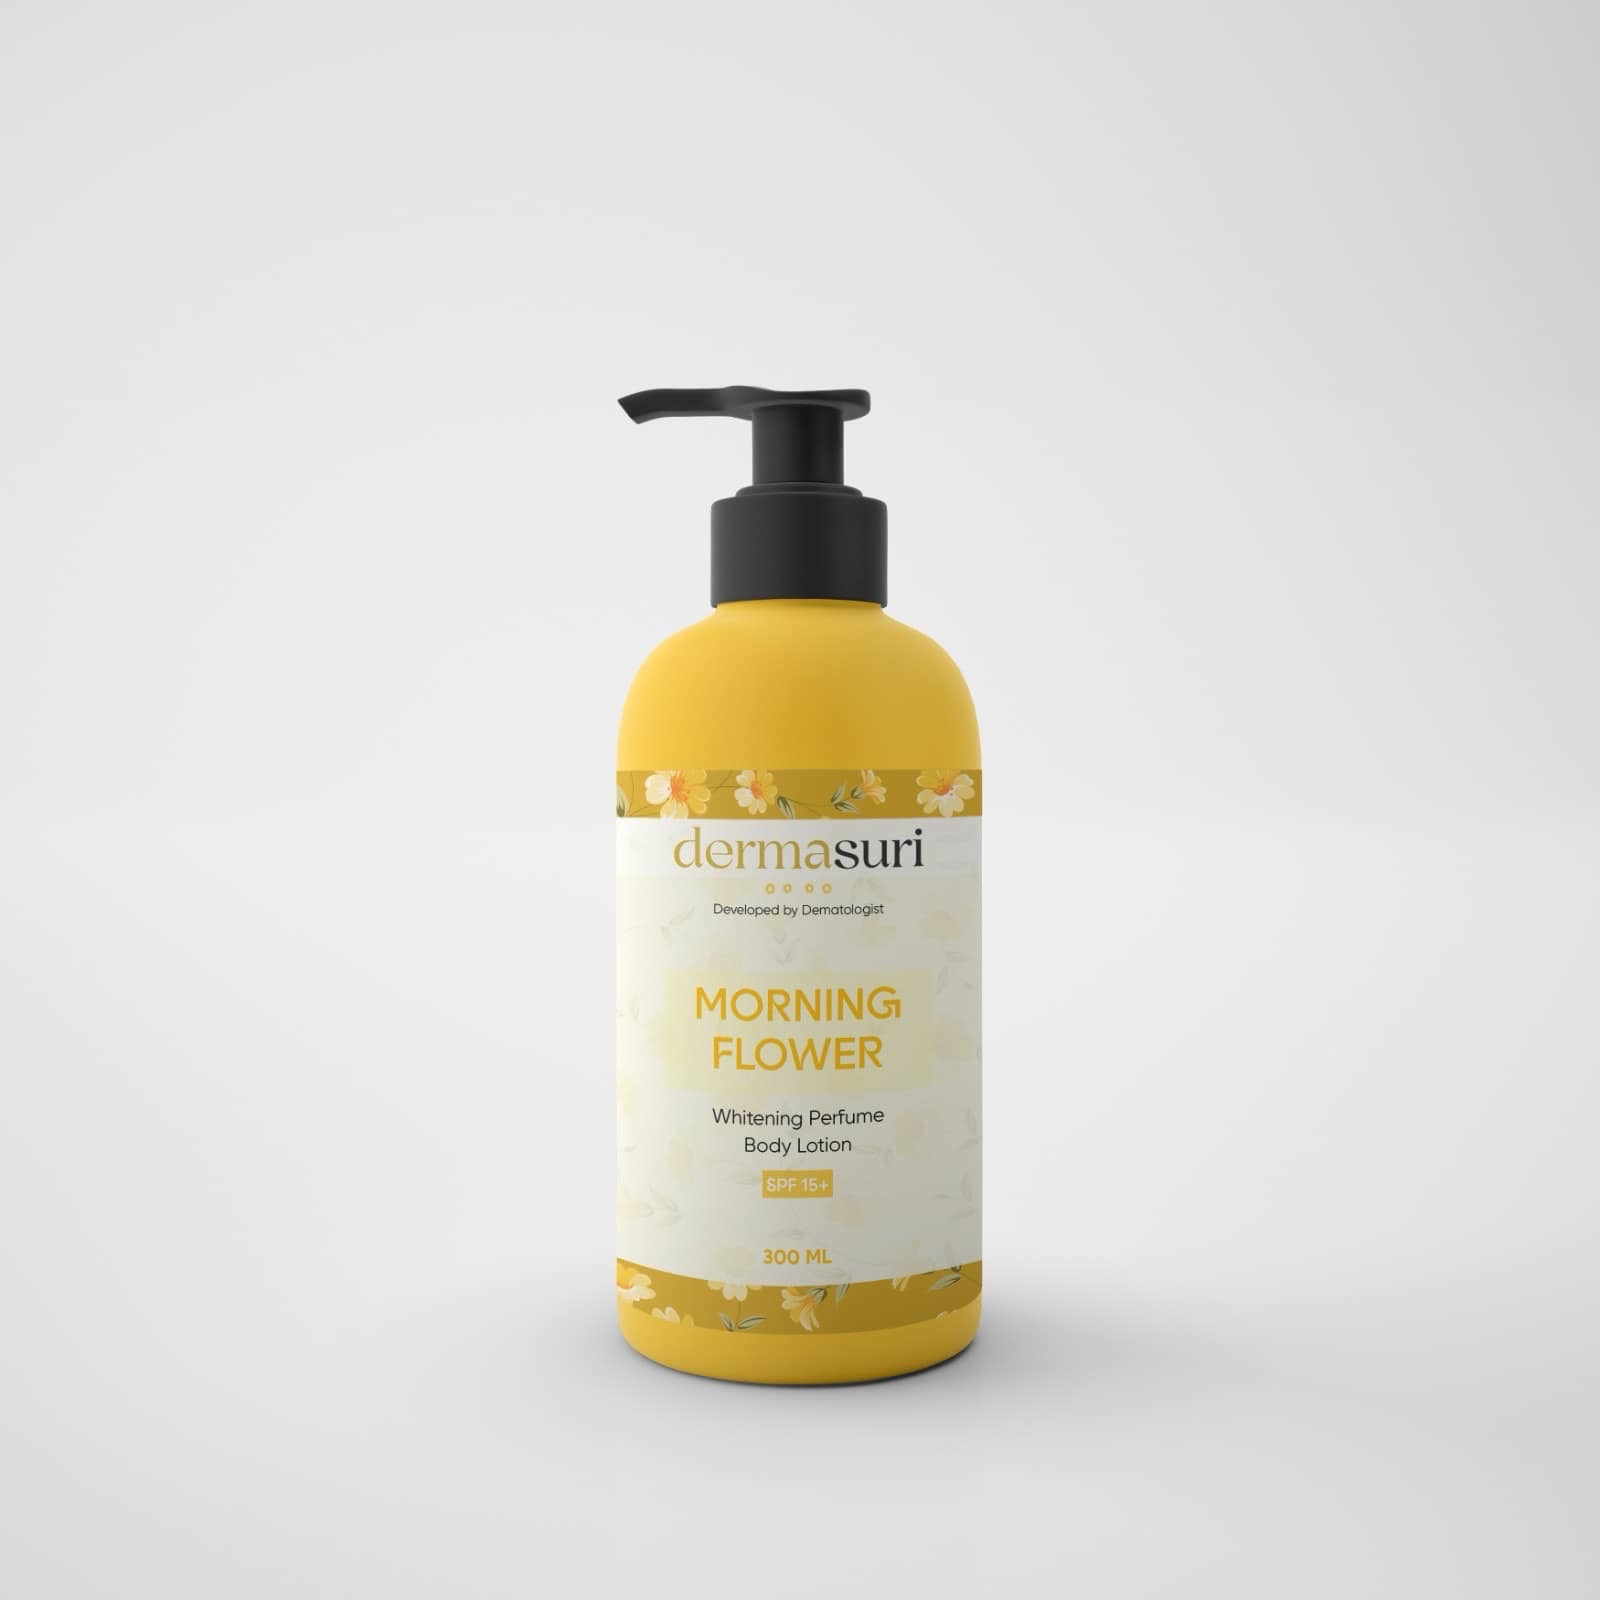 dermasuri
Developed by Dematologist
MORNING
FLOWER
Whitening Perfume
Body Lotion
SPF 15+
300 ML